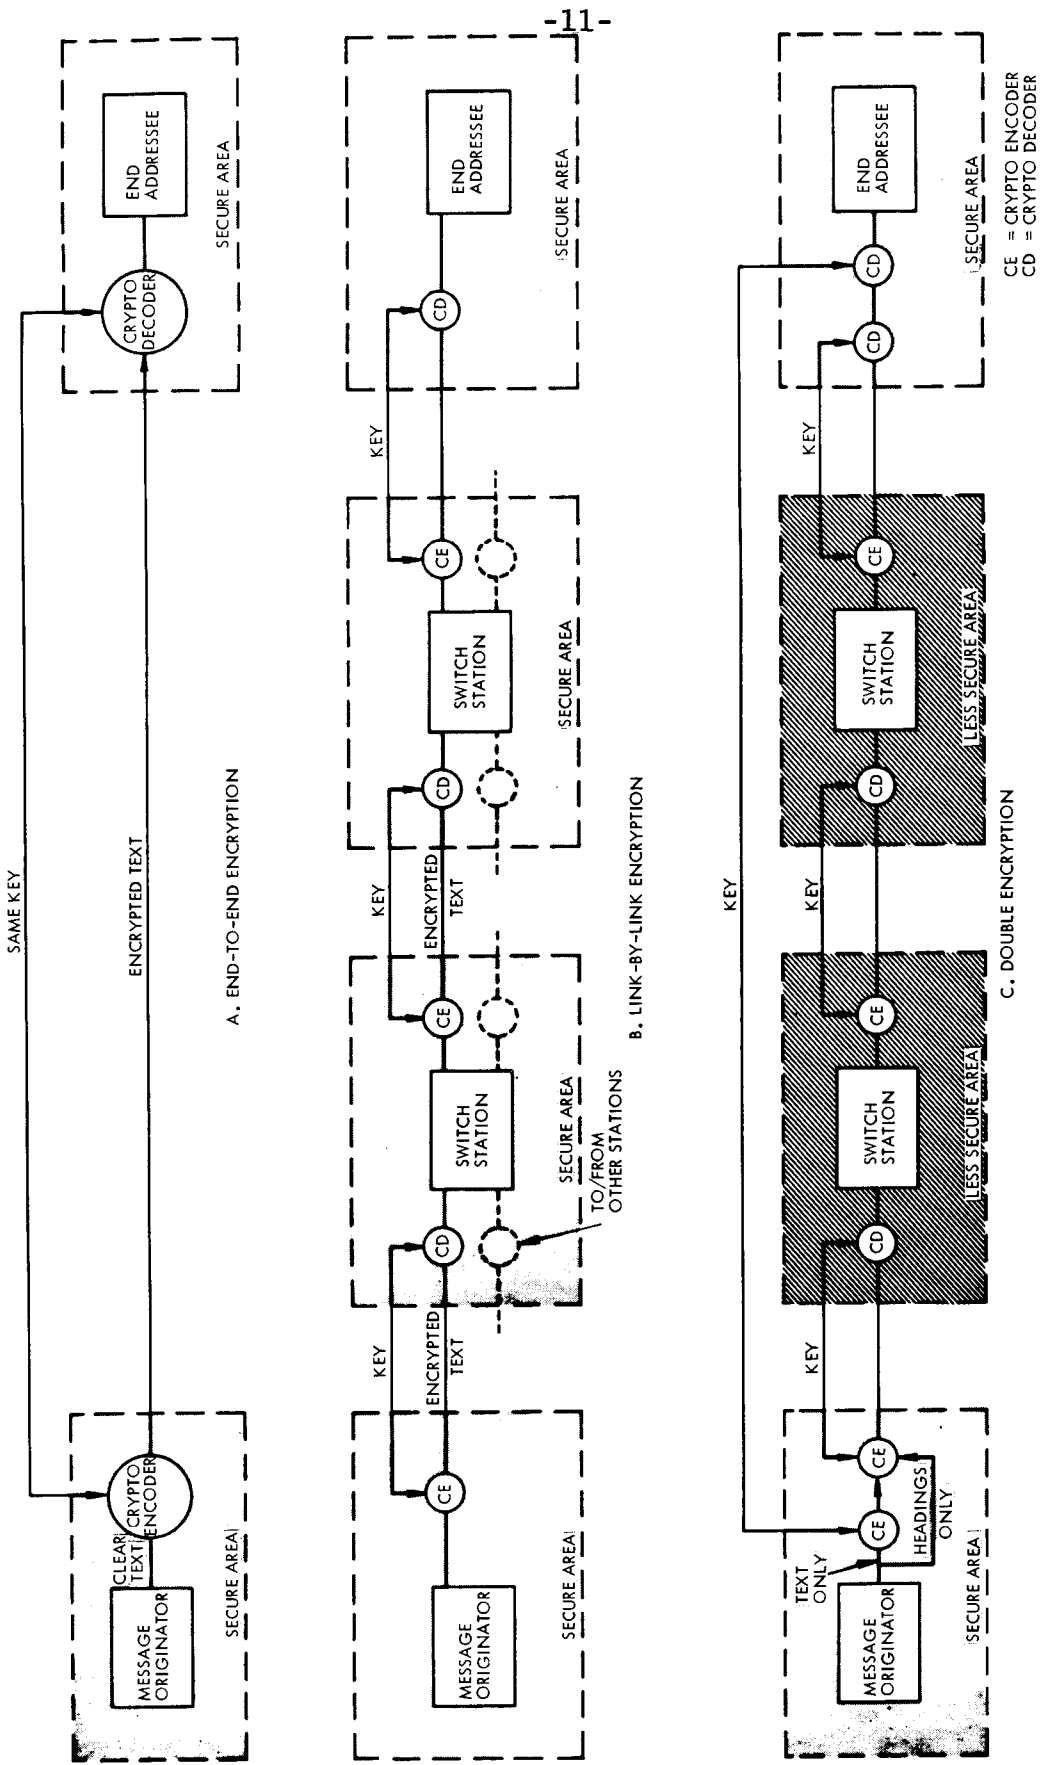 -11-
SAME KEY
CLEAR
TEXT
MESSAGE
ORIGINATOR
CRYPTO
ENCODER
SECURE AREA
ENCRYPTED TEXT
CRYPTO
DECODER
END
ADDRESSEE
SECURE AREA
A. END-TO-END ENCRYPTION
MESSAGE
ORIGINATOR
CE
SECURE AREA
KEY
ENCRYPTED
TEXT
CD
SWITCH
STATION
CE
SECURE AREA
TO/FROM
OTHER STATIONS
KEY
ENCRYPTED
TEXT
CD
SWITCH
STATION
CE
SECURE AREA
KEY
CD
END
ADDRESSEE
SECURE AREA
B. LINK-BY-LINK ENCRYPTION
KEY
TEXT
ONLY
MESSAGE
ORIGINATOR
CE
CE
HEADINGS
ONLY
SECURE AREA
KEY
CD
SWITCH
STATION
CE
LESS SECURE AREA
KEY
CD
SWITCH
STATION
CE
LESS SECURE AREA
KEY
CD
CD
END
ADDRESSEE
SECURE AREA
C. DOUBLE ENCRYPTION
CE = CRYPTO ENCODER
CD = CRYPTO DECODER